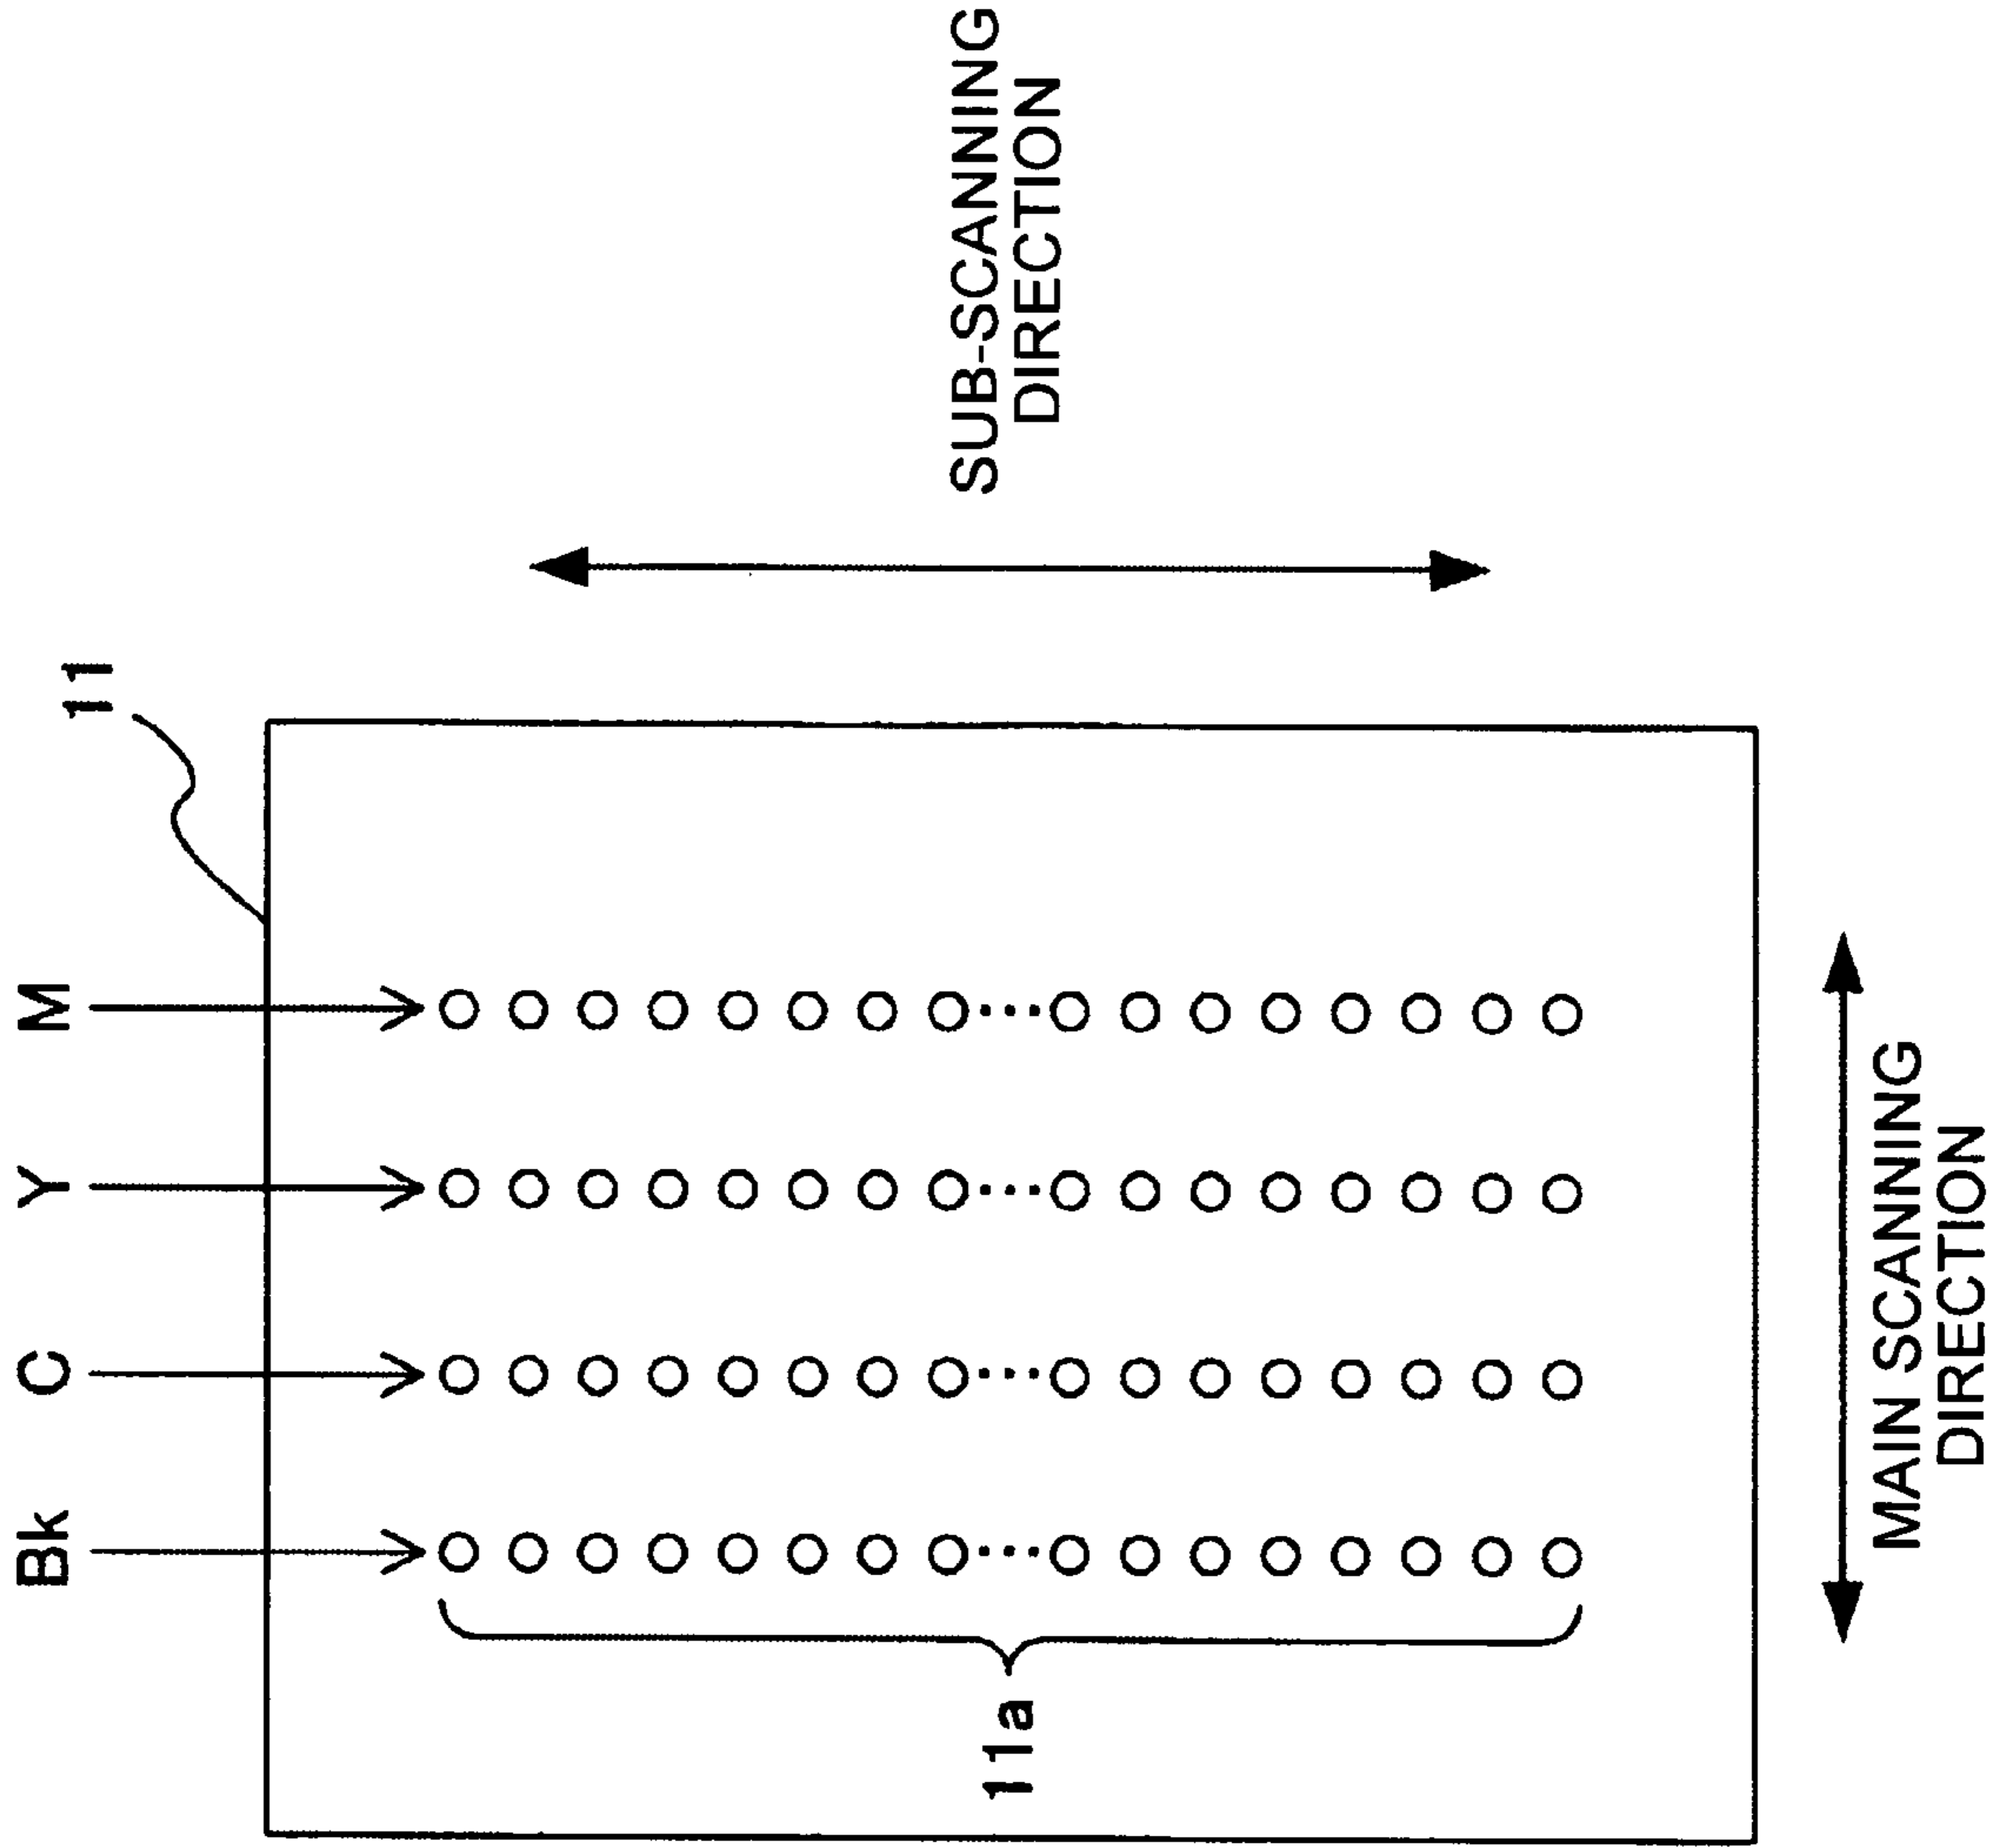 Bk
C
Y
M
11
11a
SUB-SCANNING
DIRECTION
MAIN SCANNING
DIRECTION